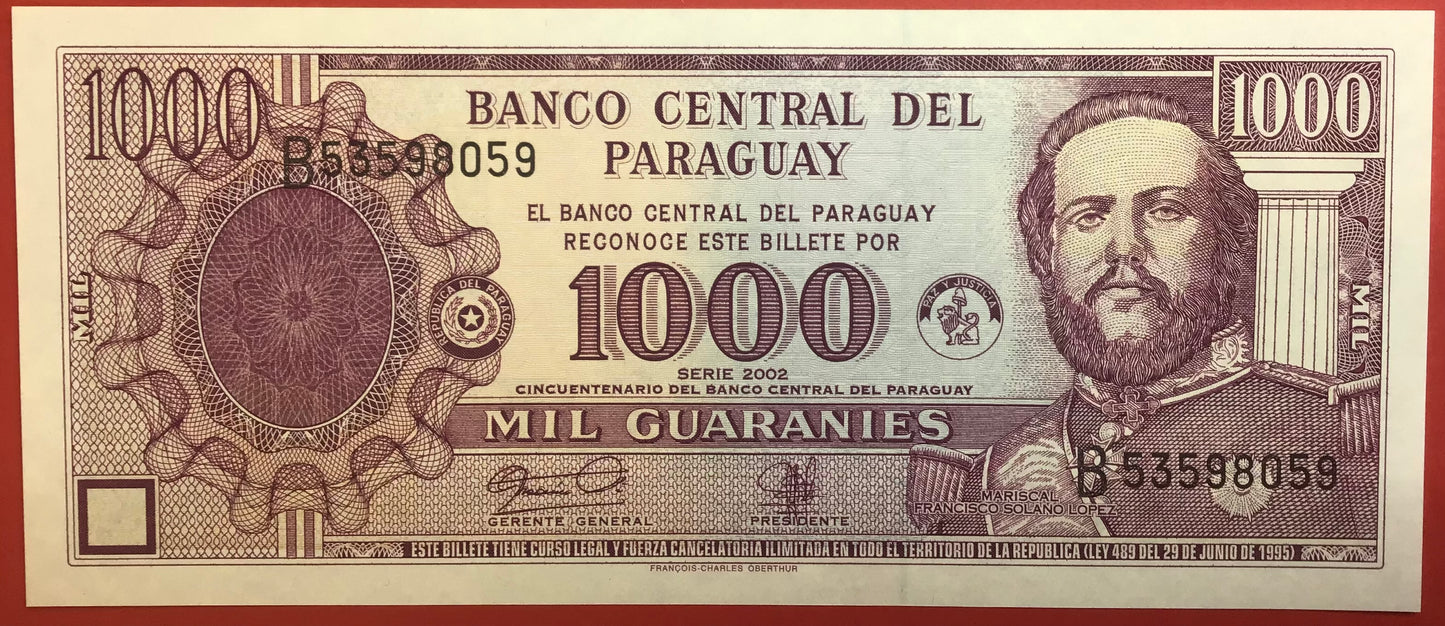 1000
BANCO CENTRAL DEL
PARAGUAY
1000
B53598059
EL BANCO CENTRAL DEL PARAGUAY
RECONOCE ESTE BILLETE POR
1000
REPUBLICA DEL PARAGUAY
PAZ Y JUSTICIA
MIL
MIL
SERIE 2002
CINCUENTENARIO DEL BANCO CENTRAL DEL PARAGUAY
MIL GUARANIES
B53598059
MARISCAL
FRANCISCO SOLANO LOPEZ
GERENTE GENERAL
PRESIDENTE
ESTE BILLETE TIENE CURSO LEGAL Y FUERZA CANCELATORIA ILIMITADA EN TODO EL TERRITORIO DE LA REPUBLICA (LEY 489 DEL 29 DE JUNIO DE 1995)
FRANÇOIS-CHARLES OBERTHUR